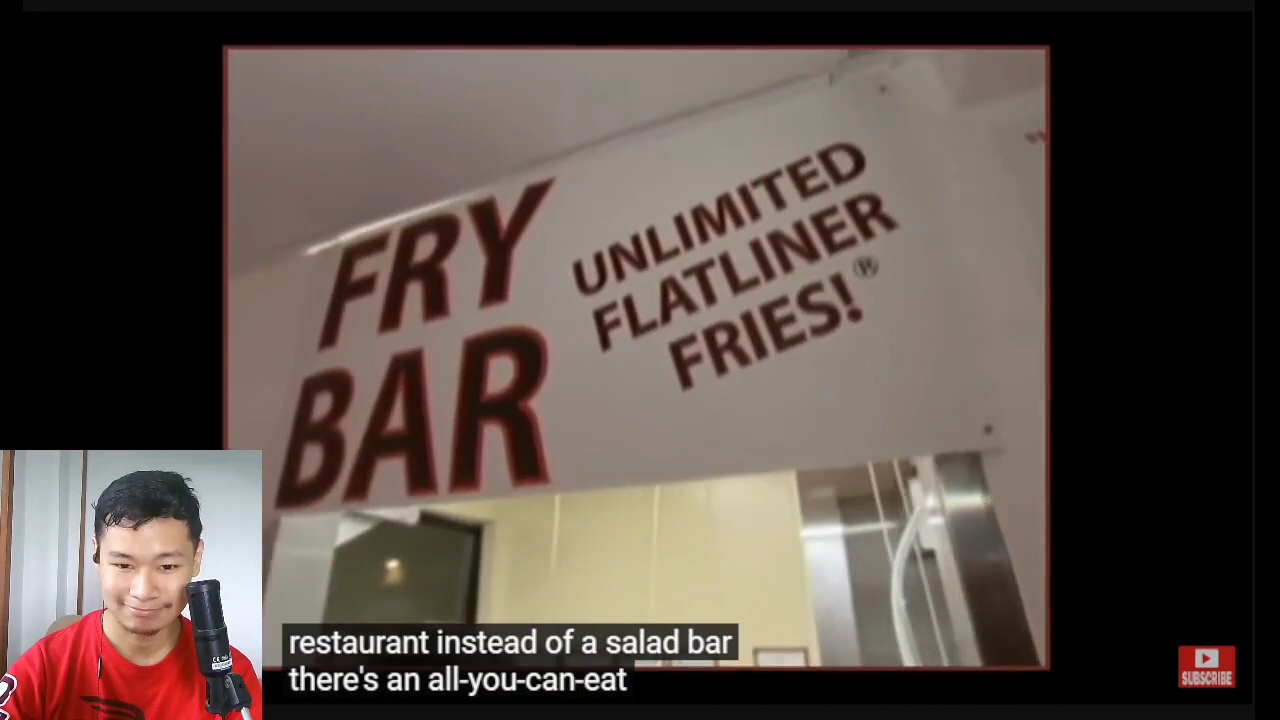 FRY
BAR
UNLIMITED
FLATLINER
FRIES!®
restaurant instead of a salad bar
there's an all-you-can-eat
SUBSCRIBE